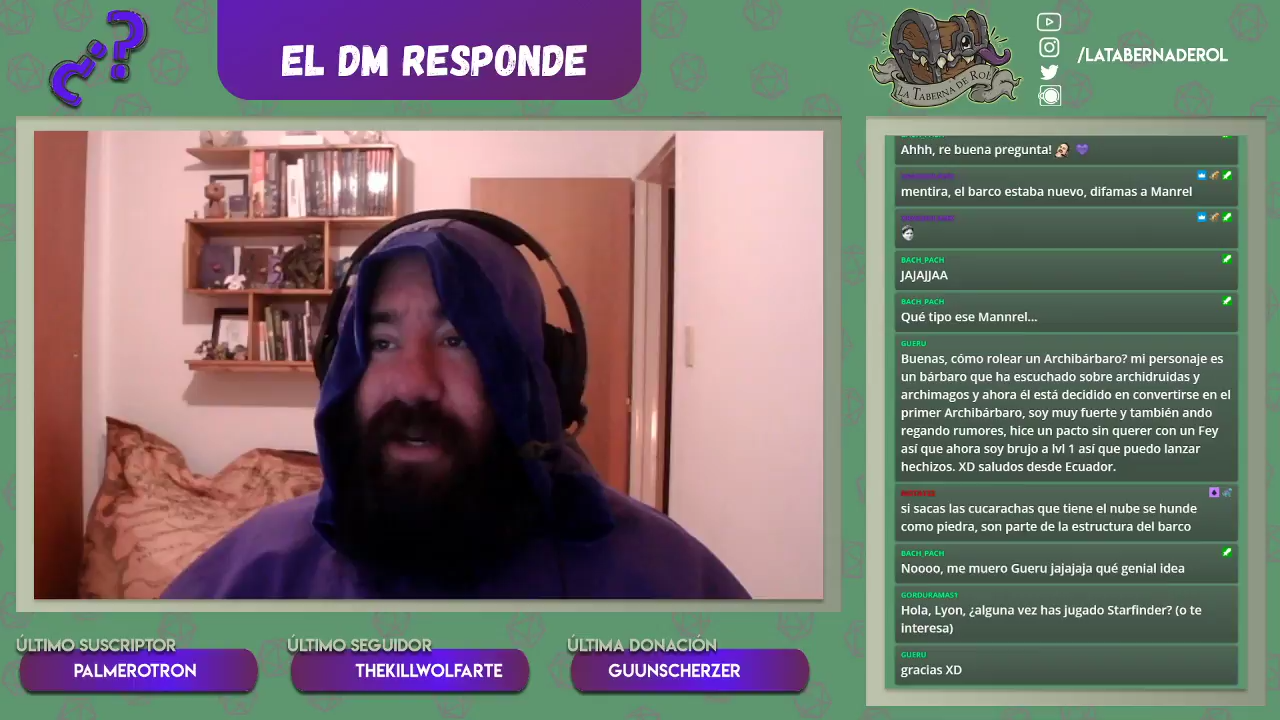 EL DM RESPONDE
LA TABERNA DE ROL
/LATABERNADEROL
Ahhh, re buena pregunta!
mentira, el barco estaba nuevo, difamas a Manrel
BACH_PACH
JAJAJJAA
BACH_PACH
Qué tipo ese Mannrel...
GUERU
Buenas, cómo rolear un Archibárbaro? mi personaje es
un bárbaro que ha escuchado sobre archidruidas y
archimagos y ahora él está decidido en convertirse en el
primer Archibárbaro, soy muy fuerte y también ando
regando rumores, hice un pacto sin querer con un Fey
así que ahora soy brujo a lvl 1 así que puedo lanzar
hechizos. XD saludos desde Ecuador.
si sacas las cucarachas que tiene el nube se hunde
como piedra, son parte de la estructura del barco
BACH_PACH
Noooo, me muero Gueru jajajaja qué genial idea
GORDURAMAS1
Hola, Lyon, ¿alguna vez has jugado Starfinder? (o te
interesa)
GUERU
gracias XD
ÚLTIMO SUSCRIPTOR
PALMEROTRON
ÚLTIMO SEGUIDOR
THEKILLWOLFARTE
ÚLTIMA DONACIÓN
GUUNSCHERZER